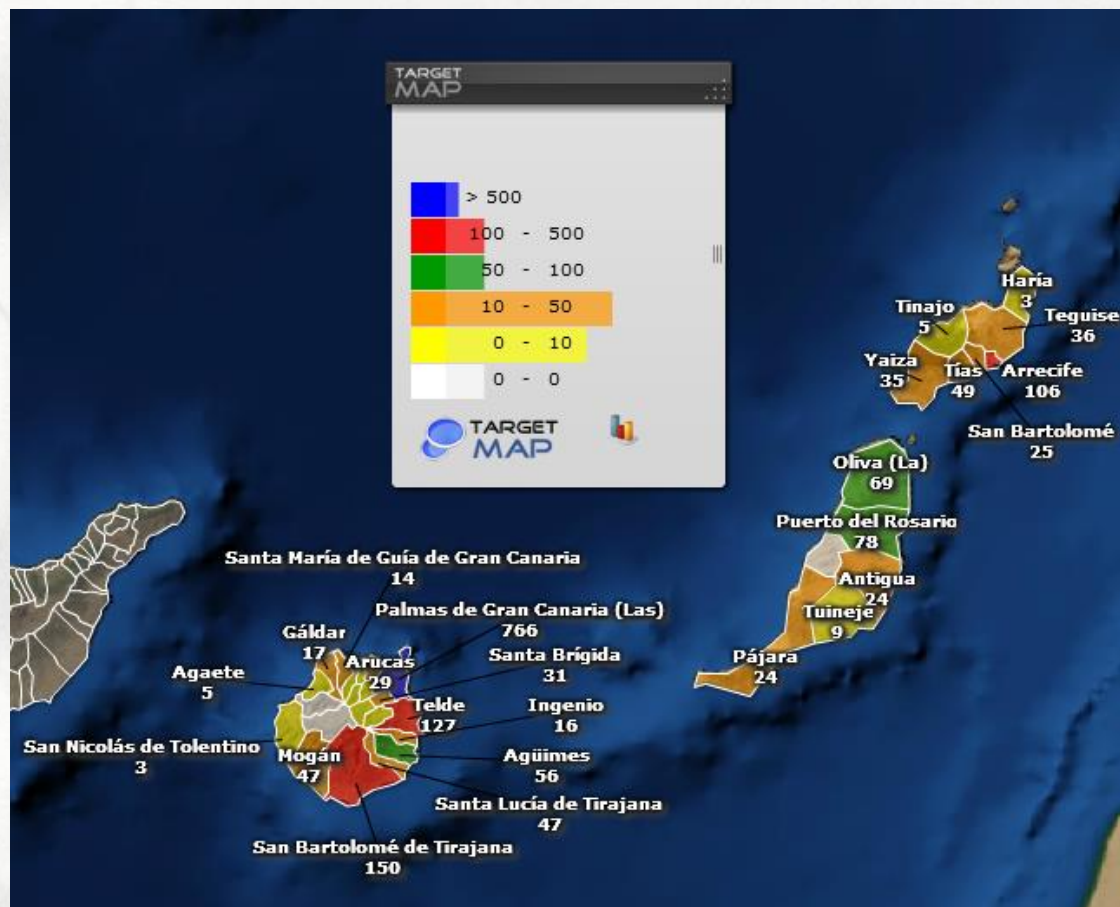 TARGET
MAP
> 500
100 - 500
50 - 100
10 - 50
0 - 10
0 - 0
TARGET
MAP
Haría
3
Tinajo
5
Teguise
36
Yaiza
35
Tías
49
Arrecife
106
San Bartolomé
25
Oliva (La)
69
Puerto del Rosario
78
Antigua
24
Tuineje
9
Pájara
24
Santa María de Guía de Gran Canaria
14
Palmas de Gran Canaria (Las)
766
Gáldar
17
Arucas
29
Santa Brígida
31
Agaete
5
Telde
127
Ingenio
16
San Nicolás de Tolentino
3
Mogán
47
Agüimes
56
Santa Lucía de Tirajana
47
San Bartolomé de Tirajana
150